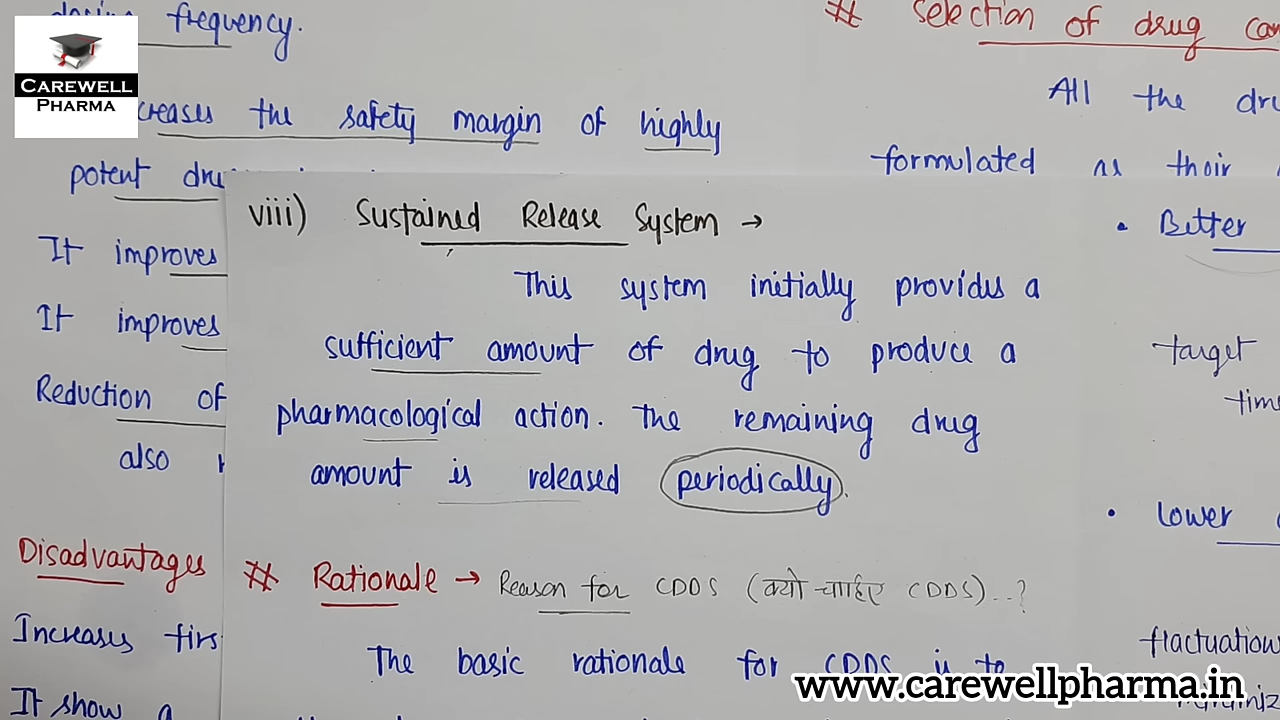 frequency.
CAREWELL
PHARMA
the safety margin of highly
potent
It improves
It improves
Reduction of
also
Disadvantages
Increases
It show a
viii) Sustained Release System →
This system initially provides a
sufficient amount of drug to produce a
pharmacological action. The remaining drug
amount is released periodically.
# Rationale → Reason for CDDS (क्यो चाहिए CDDS)..?
The basic rationale for CDDS is to
# Selection of drug
All the
formulated as their
• Better
target
• Lower
www.carewellpharma.in